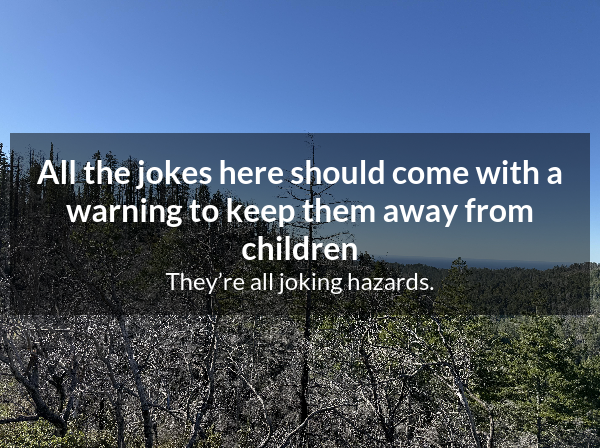 All the jokes here should come with a
warning to keep them away from
children
They’re all joking hazards.